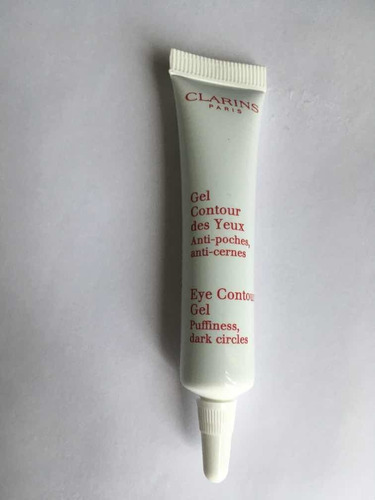 CLARINS
PARIS
Gel
Contour
des Yeux
Anti-poches,
anti-cernes
Eye Contour
Gel
Puffiness,
dark circles